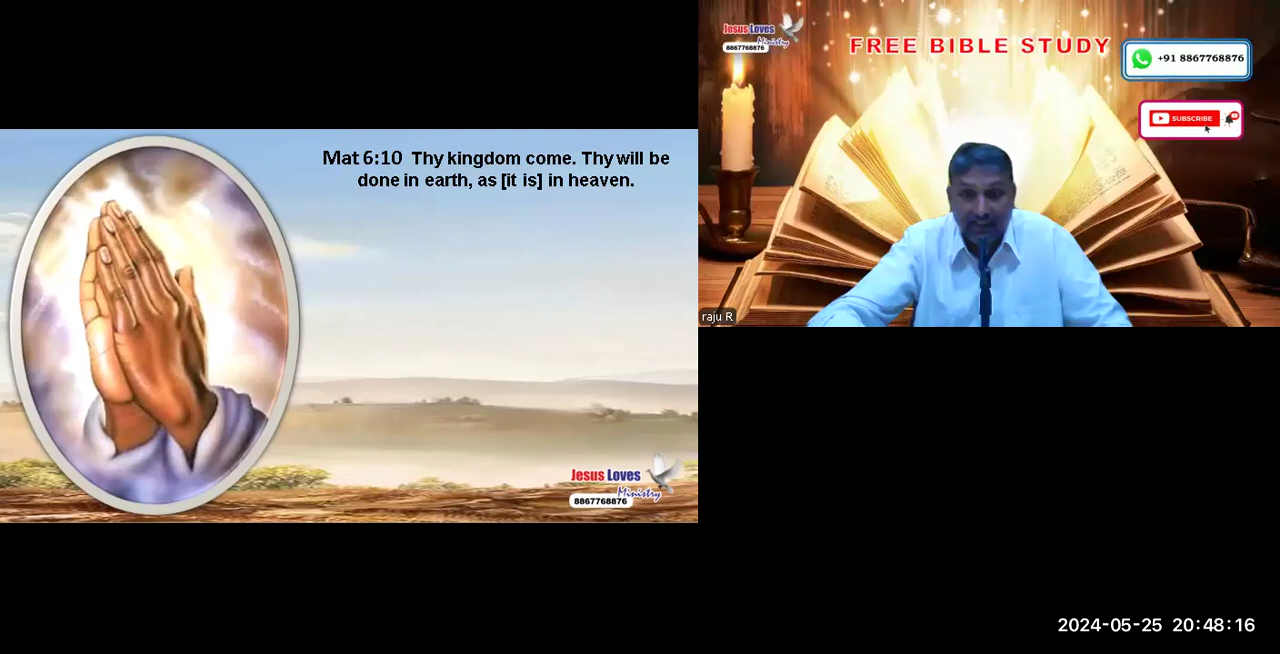 Mat 6:10 Thy kingdom come. Thy will be
done in earth, as [it is] in heaven.
Jesus Loves
Ministry
8867768876
Jesus Loves
Ministry
8867768876
FREE BIBLE STUDY
+91 8867768876
SUBSCRIBE
raju R
2024-05-25 20:48:16